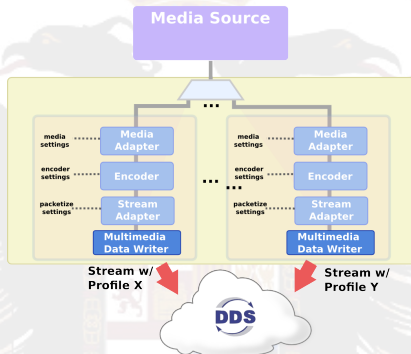 Media Source
...
media
settings
Media
Adapter
encoder
settings
Encoder
packetize
settings
Stream
Adapter
Multimedia
Data Writer
...
...
media
settings
Media
Adapter
encoder
settings
Encoder
packetize
settings
Stream
Adapter
Multimedia
Data Writer
Stream w/
Profile X
Stream w/
Profile Y
DDS